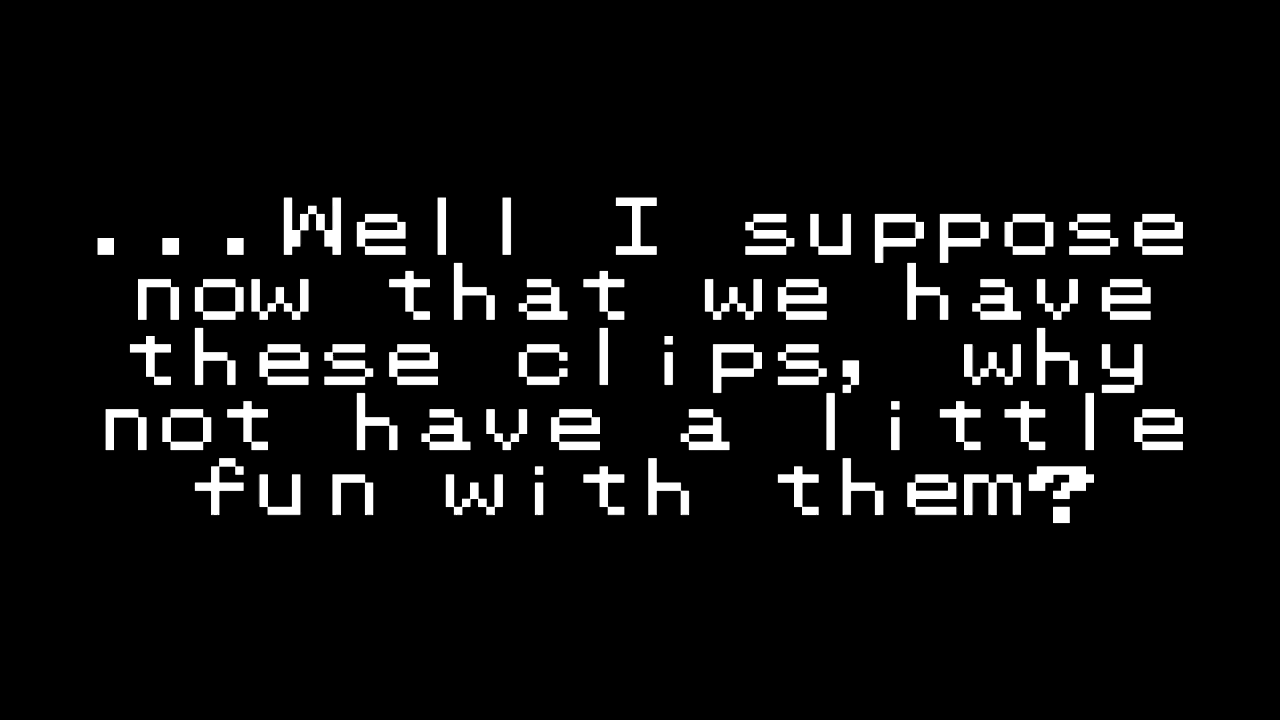 ...Well I suppose
now that we have
these clips, why
not have a little
fun with them?